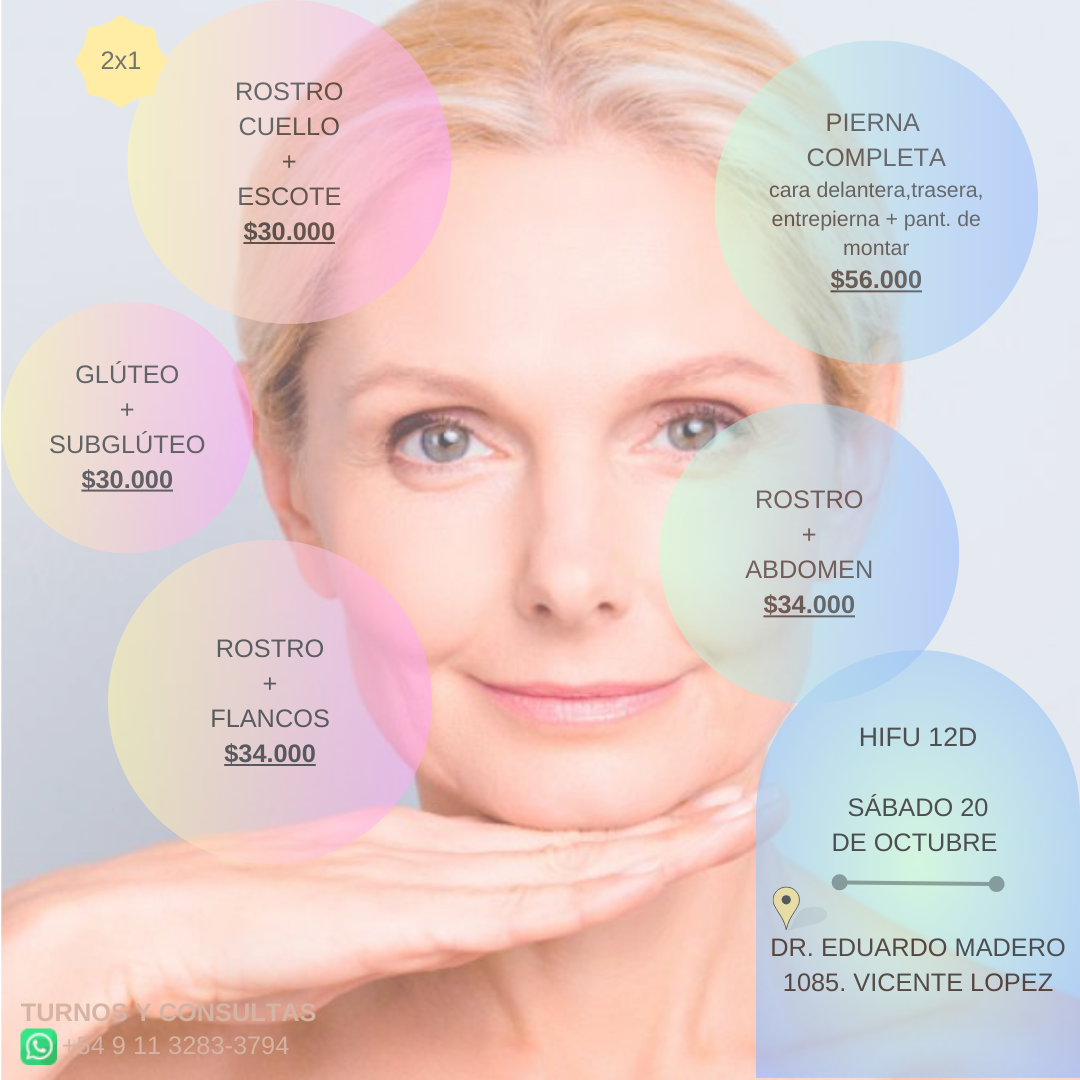 2x1
ROSTRO
CUELLO
+
ESCOTE
$30.000
PIERNA
COMPLETA
cara delantera,trasera,
entrepierna + pant. de
montar
$56.000
GLÚTEO
+
SUBGLÚTEO
$30.000
ROSTRO
+
ABDOMEN
$34.000
ROSTRO
+
FLANCOS
$34.000
HIFU 12D
SÁBADO 20
DE OCTUBRE
DR. EDUARDO MADERO
1085. VICENTE LOPEZ
TURNOS Y CONSULTAS
+54 9 11 3283-3794